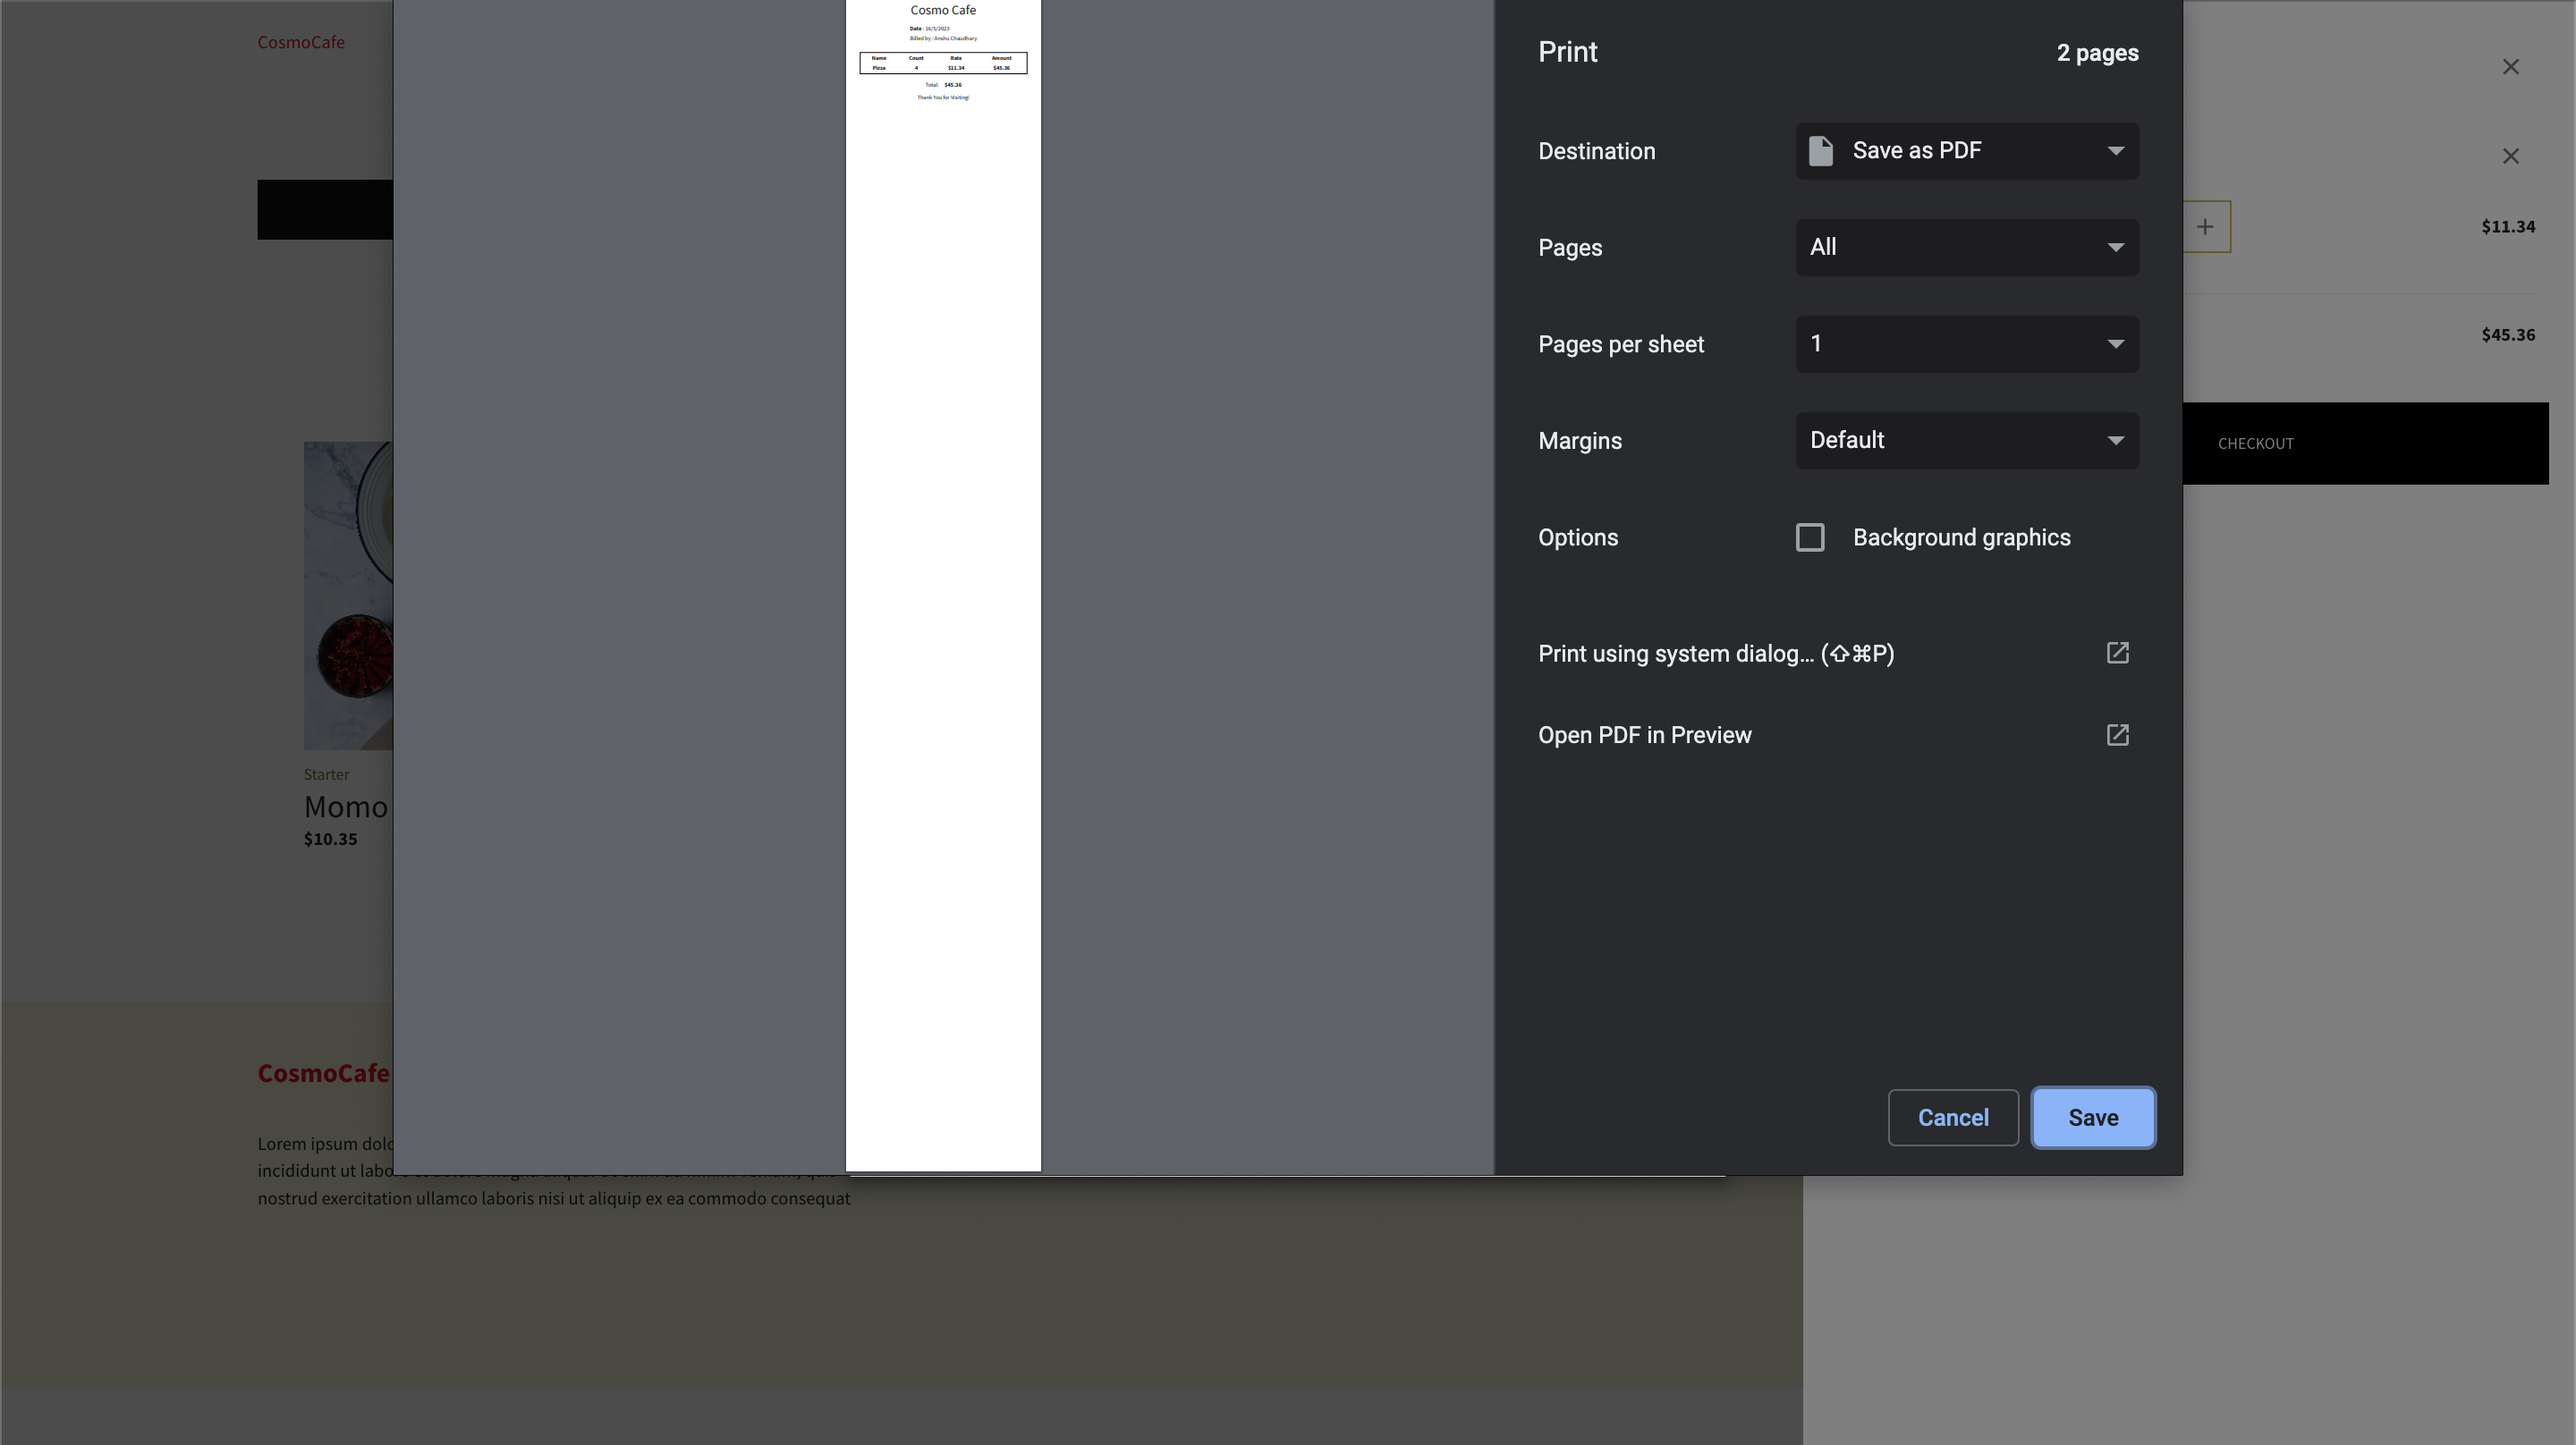 CosmoCafe
Cosmo Cafe
Date : 16/5/2023
Billed by : Anshu Chaudhary
Name Count Rate Amount
Pizza 4 $11.34 $45.36
Total: $45.36
Thank You for Visiting!
Print 2 pages
Destination Save as PDF
Pages All
Pages per sheet 1
Margins Default
Options Background graphics
Print using system dialog... (⇧⌘P)
Open PDF in Preview
Cancel Save
$11.34
$45.36
CHECKOUT
Starter
Momo
$10.35
CosmoCafe
Lorem ipsum dolo
incididunt ut labor
nostrud exercitation ullamco laboris nisi ut aliquip ex ea commodo consequat